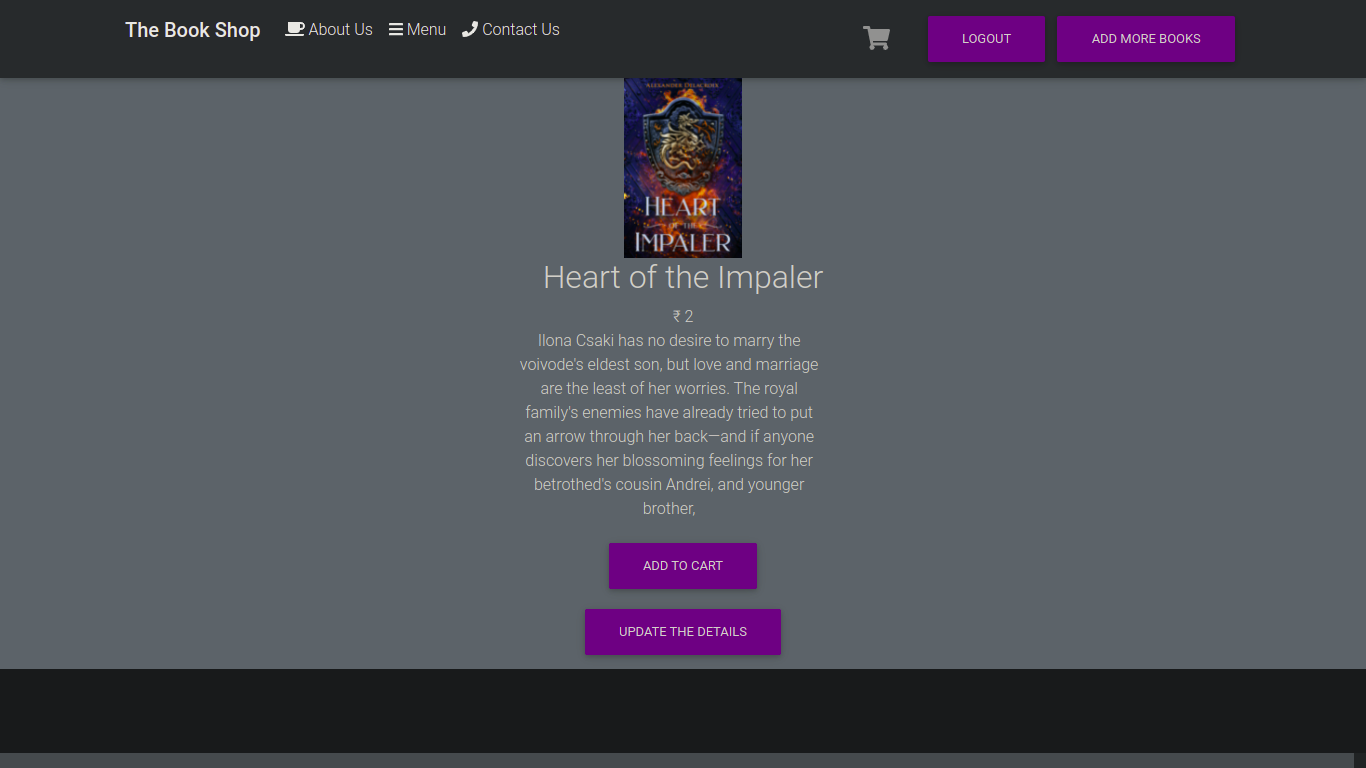 The Book Shop About Us Menu Contact Us LOGOUT ADD MORE BOOKS
ALEXANDER DELACROIX
HEART
OF THE
IMPALER
Heart of the Impaler
₹ 2
Ilona Csaki has no desire to marry the
voivode's eldest son, but love and marriage
are the least of her worries. The royal
family's enemies have already tried to put
an arrow through her back—and if anyone
discovers her blossoming feelings for her
betrothed's cousin Andrei, and younger
brother,
ADD TO CART
UPDATE THE DETAILS